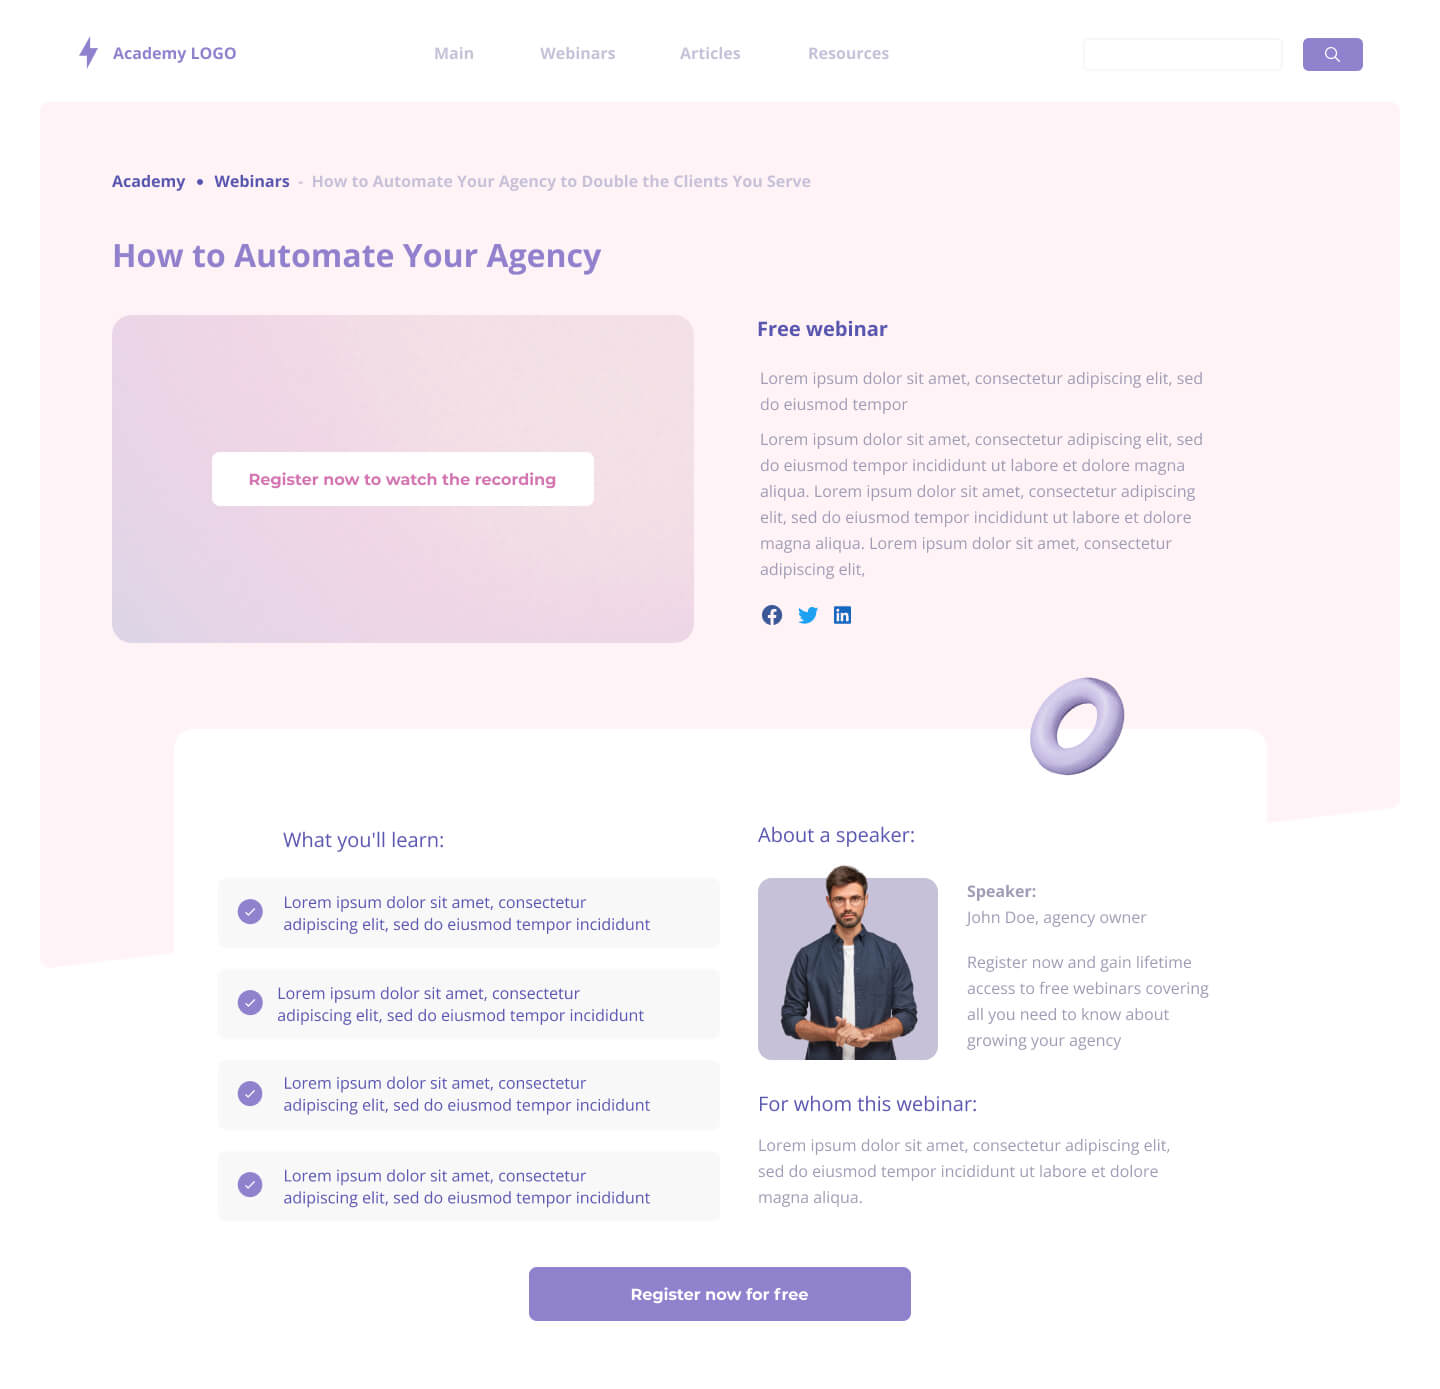 Academy LOGO
Main
Webinars
Articles
Resources
Academy • Webinars - How to Automate Your Agency to Double the Clients You Serve
How to Automate Your Agency
Register now to watch the recording
Free webinar
Lorem ipsum dolor sit amet, consectetur adipiscing elit, sed
do eiusmod tempor
Lorem ipsum dolor sit amet, consectetur adipiscing elit, sed
do eiusmod tempor incididunt ut labore et dolore magna
aliqua. Lorem ipsum dolor sit amet, consectetur adipiscing
elit, sed do eiusmod tempor incididunt ut labore et dolore
magna aliqua. Lorem ipsum dolor sit amet, consectetur
adipiscing elit,
What you'll learn:
Lorem ipsum dolor sit amet, consectetur
adipiscing elit, sed do eiusmod tempor incididunt
Lorem ipsum dolor sit amet, consectetur
adipiscing elit, sed do eiusmod tempor incididunt
Lorem ipsum dolor sit amet, consectetur
adipiscing elit, sed do eiusmod tempor incididunt
Lorem ipsum dolor sit amet, consectetur
adipiscing elit, sed do eiusmod tempor incididunt
About a speaker:
Speaker:
John Doe, agency owner
Register now and gain lifetime
access to free webinars covering
all you need to know about
growing your agency
For whom this webinar:
Lorem ipsum dolor sit amet, consectetur adipiscing elit,
sed do eiusmod tempor incididunt ut labore et dolore
magna aliqua.
Register now for free